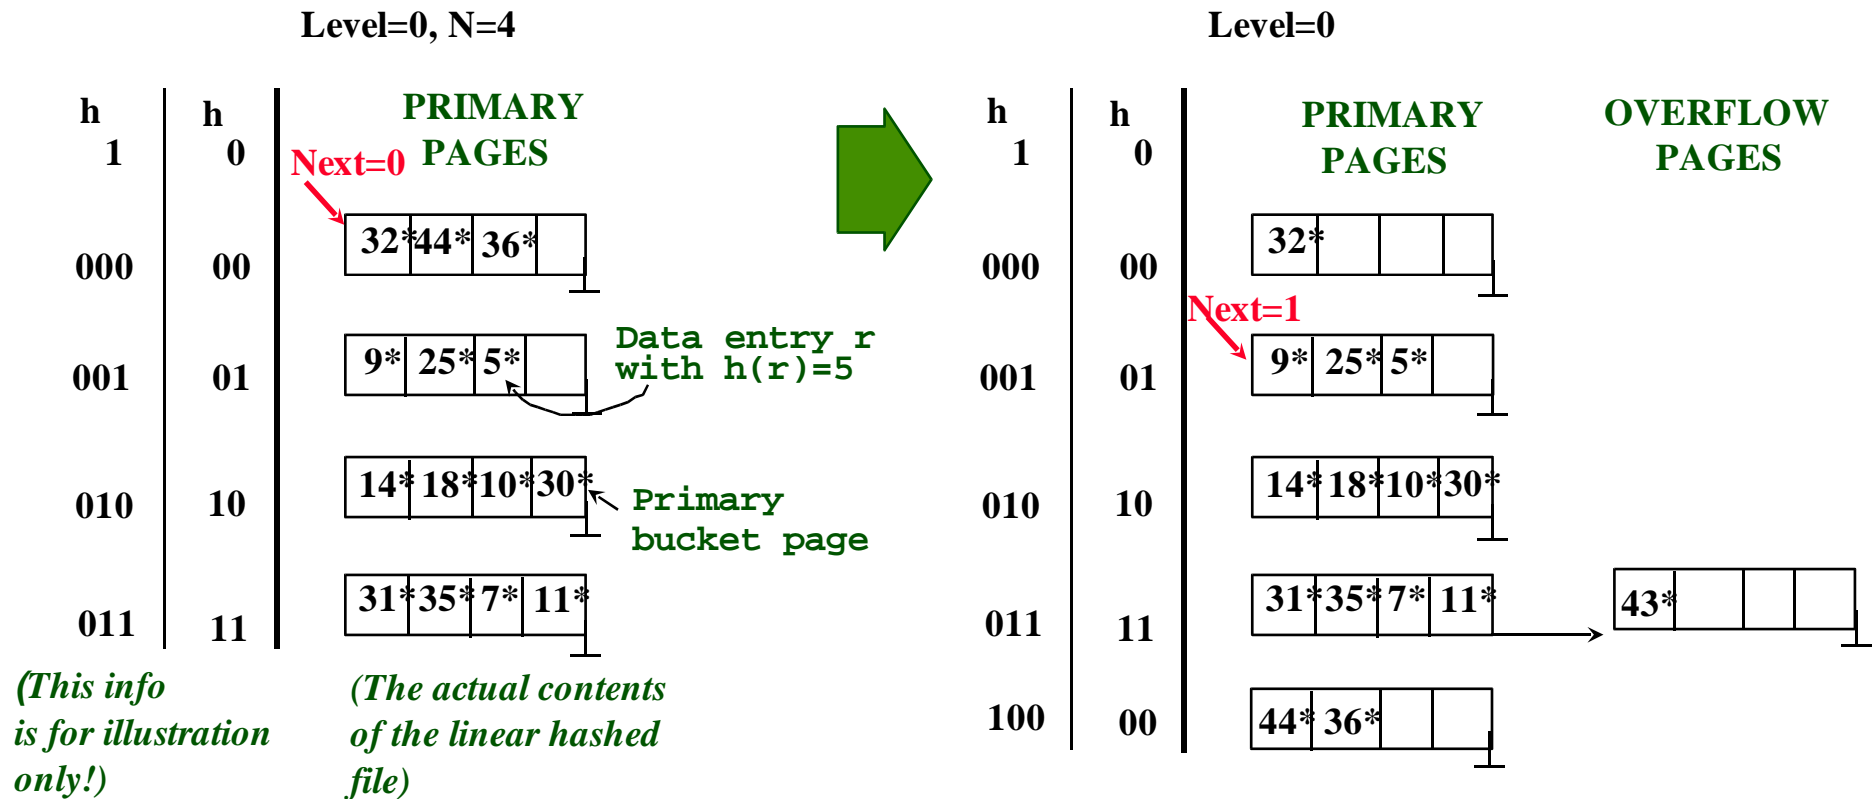 Level=0, N=4
h h PRIMARY
1 0 PAGES
Next=0
000 00 32* 44* 36*
001 01 9* 25* 5*
Data entry r
with h(r)=5
010 10 14* 18* 10* 30*
Primary
bucket page
011 11 31* 35* 7* 11*
(This info
is for illustration
only!)
(The actual contents
of the linear hashed
file)
Level=0
h h PRIMARY OVERFLOW
1 0 PAGES PAGES
000 00 32*
Next=1
001 01 9* 25* 5*
010 10 14* 18* 10* 30*
011 11 31* 35* 7* 11* 43*
100 00 44* 36*